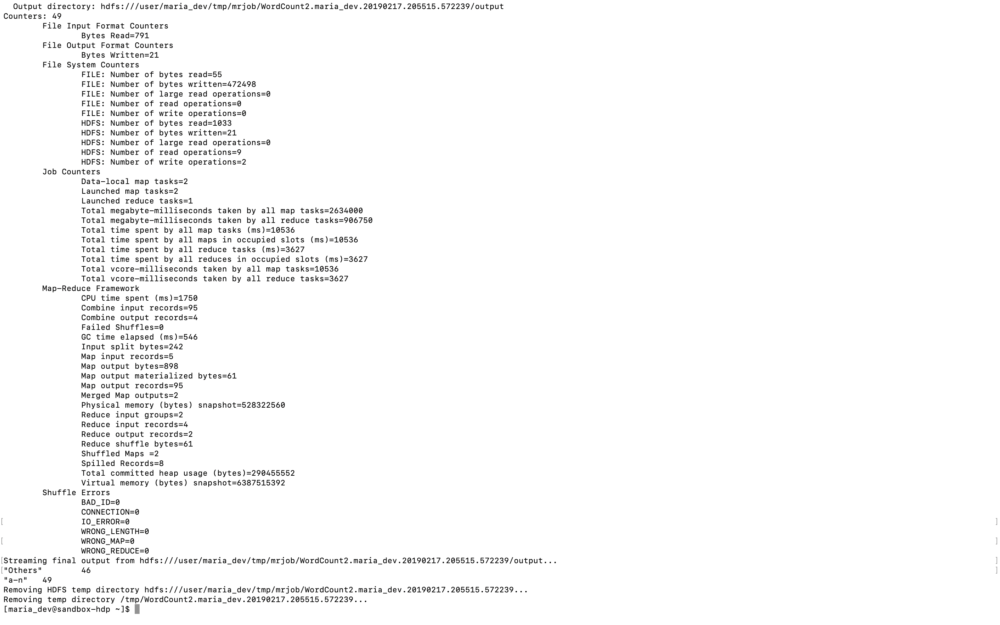 Output directory: hdfs:///user/maria_dev/tmp/mrjob/WordCount2.maria_dev.20190217.205515.572239/output
Counters: 49
File Input Format Counters
Bytes Read=791
File Output Format Counters
Bytes Written=21
File System Counters
FILE: Number of bytes read=55
FILE: Number of bytes written=472498
FILE: Number of large read operations=0
FILE: Number of read operations=0
FILE: Number of write operations=0
HDFS: Number of bytes read=1033
HDFS: Number of bytes written=21
HDFS: Number of large read operations=0
HDFS: Number of read operations=9
HDFS: Number of write operations=2
Job Counters
Data-local map tasks=2
Launched map tasks=2
Launched reduce tasks=1
Total megabyte-milliseconds taken by all map tasks=2634000
Total megabyte-milliseconds taken by all reduce tasks=906750
Total time spent by all map tasks (ms)=10536
Total time spent by all maps in occupied slots (ms)=10536
Total time spent by all reduce tasks (ms)=3627
Total time spent by all reduces in occupied slots (ms)=3627
Total vcore-milliseconds taken by all map tasks=10536
Total vcore-milliseconds taken by all reduce tasks=3627
Map-Reduce Framework
CPU time spent (ms)=1750
Combine input records=95
Combine output records=4
Failed Shuffles=0
GC time elapsed (ms)=546
Input split bytes=242
Map input records=5
Map output bytes=898
Map output materialized bytes=61
Map output records=95
Merged Map outputs=2
Physical memory (bytes) snapshot=528322560
Reduce input groups=2
Reduce input records=4
Reduce output records=2
Reduce shuffle bytes=61
Shuffled Maps =2
Spilled Records=8
Total committed heap usage (bytes)=290455552
Virtual memory (bytes) snapshot=6387515392
Shuffle Errors
BAD_ID=0
CONNECTION=0
[ IO_ERROR=0 ]
WRONG_LENGTH=0
[ WRONG_MAP=0 ]
WRONG_REDUCE=0
[Streaming final output from hdfs:///user/maria_dev/tmp/mrjob/WordCount2.maria_dev.20190217.205515.572239/output... ]
["Others" 46 ]
"a-n" 49
Removing HDFS temp directory hdfs:///user/maria_dev/tmp/mrjob/WordCount2.maria_dev.20190217.205515.572239...
Removing temp directory /tmp/WordCount2.maria_dev.20190217.205515.572239...
[maria_dev@sandbox-hdp ~]$